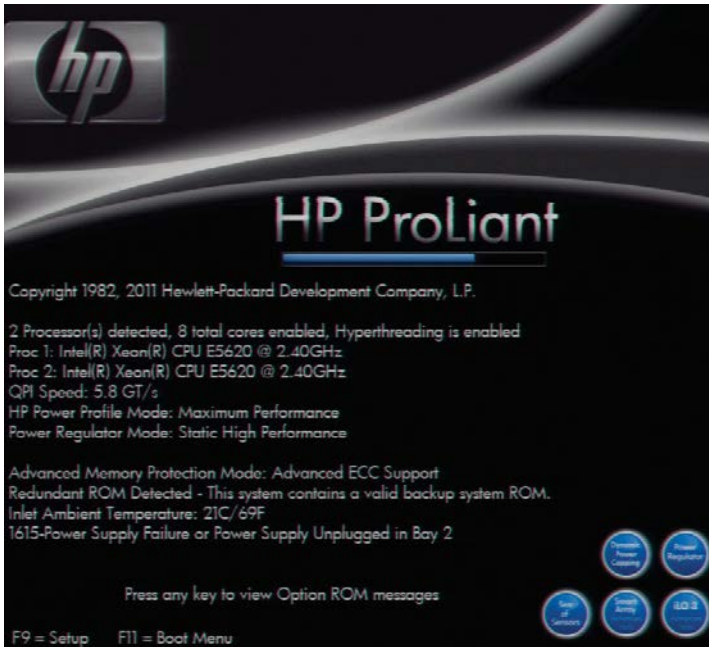 hp
HP ProLiant
Copyright 1982, 2011 Hewlett-Packard Development Company, L.P.
2 Processor(s) detected, 8 total cores enabled, Hyperthreading is enabled
Proc 1: Intel(R) Xeon(R) CPU E5620 @ 2.40GHz
Proc 2: Intel(R) Xeon(R) CPU E5620 @ 2.40GHz
QPI Speed: 5.8 GT/s
HP Power Profile Mode: Maximum Performance
Power Regulator Mode: Static High Performance
Advanced Memory Protection Mode: Advanced ECC Support
Redundant ROM Detected - This system contains a valid backup system ROM.
Inlet Ambient Temperature: 21C/69F
1615-Power Supply Failure or Power Supply Unplugged in Bay 2
Dynamic
Power
Capping
Power
Regulator
Press any key to view Option ROM messages
Sea
of
Sensors
Smart
Array
iLO 3
F9 = Setup
F11 = Boot Menu